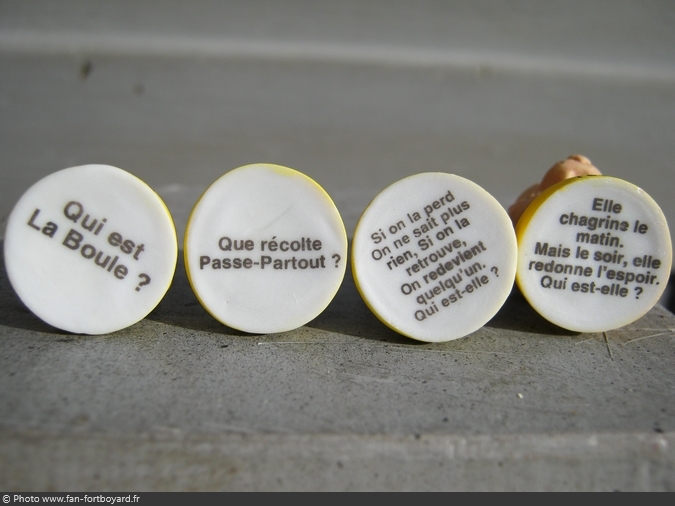 Qui est
La Boule ?
Que récolte
Passe-Partout ?
Si on la perd
On ne sait plus
rien, Si on la
retrouve,
On redevient
quelqu'un.
Qui est-elle ?
Elle
chagrine le
matin.
Mais le soir, elle
redonne l'espoir.
Qui est-elle ?
© Photo www.fan-fortboyard.fr